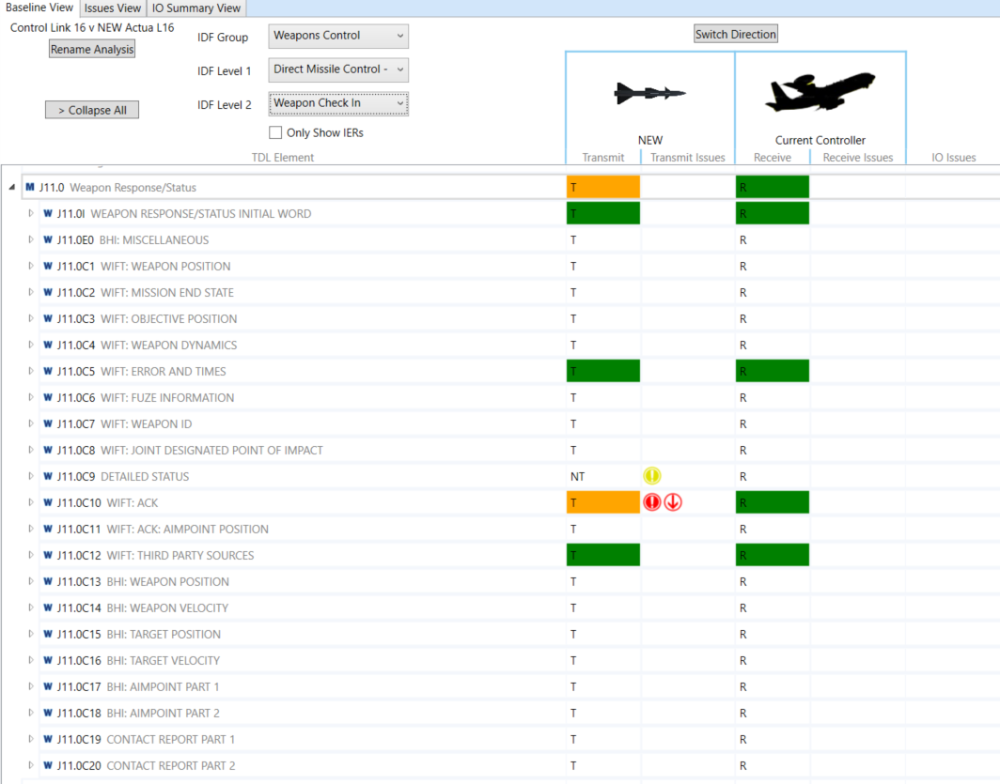 Baseline View Issues View IO Summary View
Control Link 16 v NEW Actua L16
Rename Analysis
> Collapse All
IDF Group Weapons Control
IDF Level 1 Direct Missile Control -
IDF Level 2 Weapon Check In
Only Show IERs
Switch Direction
NEW Current Controller
TDL Element Transmit Transmit Issues Receive Receive Issues IO Issues
M J11.0 Weapon Response/Status T R
W J11.0I WEAPON RESPONSE/STATUS INITIAL WORD T R
W J11.0E0 BHI: MISCELLANEOUS T R
W J11.0C1 WIFT: WEAPON POSITION T R
W J11.0C2 WIFT: MISSION END STATE T R
W J11.0C3 WIFT: OBJECTIVE POSITION T R
W J11.0C4 WIFT: WEAPON DYNAMICS T R
W J11.0C5 WIFT: ERROR AND TIMES T R
W J11.0C6 WIFT: FUZE INFORMATION T R
W J11.0C7 WIFT: WEAPON ID T R
W J11.0C8 WIFT: JOINT DESIGNATED POINT OF IMPACT T R
W J11.0C9 DETAILED STATUS NT R
W J11.0C10 WIFT: ACK T R
W J11.0C11 WIFT: ACK: AIMPOINT POSITION T R
W J11.0C12 WIFT: THIRD PARTY SOURCES T R
W J11.0C13 BHI: WEAPON POSITION T R
W J11.0C14 BHI: WEAPON VELOCITY T R
W J11.0C15 BHI: TARGET POSITION T R
W J11.0C16 BHI: TARGET VELOCITY T R
W J11.0C17 BHI: AIMPOINT PART 1 T R
W J11.0C18 BHI: AIMPOINT PART 2 T R
W J11.0C19 CONTACT REPORT PART 1 T R
W J11.0C20 CONTACT REPORT PART 2 T R